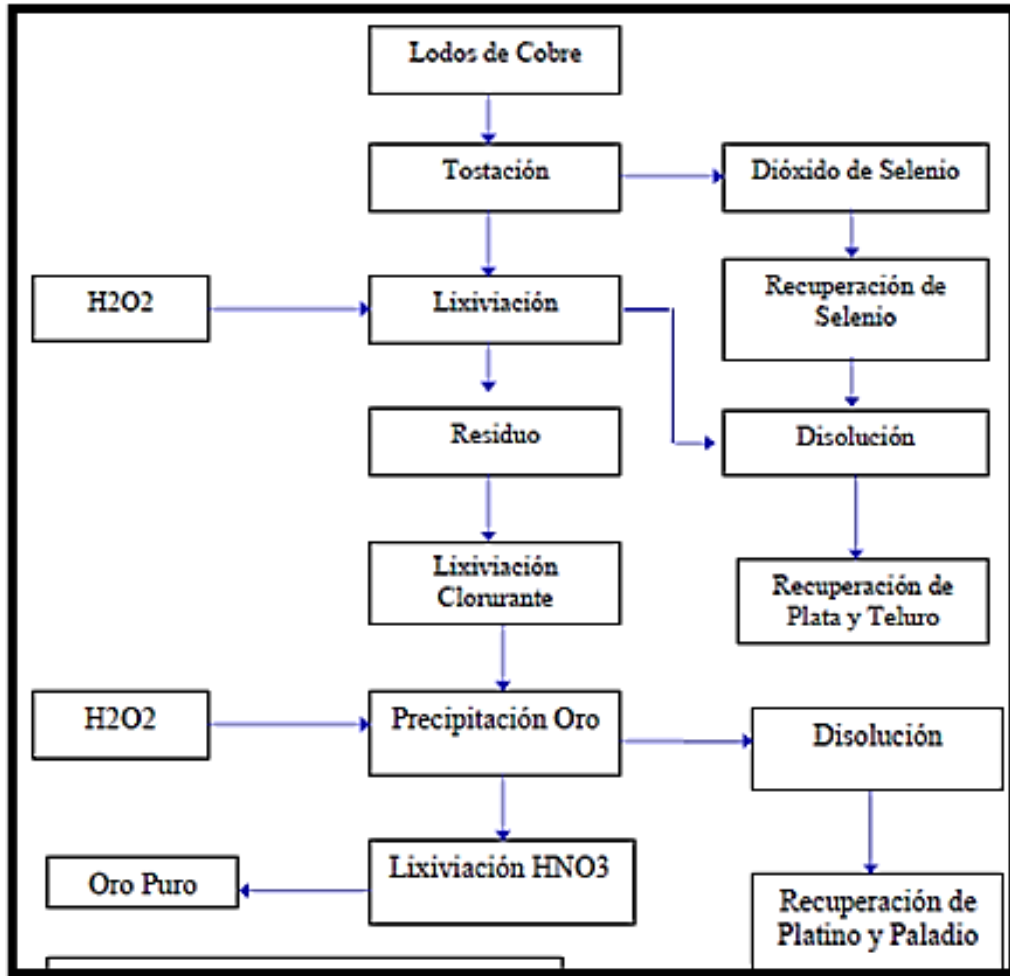 Lodos de Cobre
Tostación
Dióxido de Selenio
H2O2
Lixiviación
Recuperación de
Selenio
Residuo
Disolución
Lixiviación
Clorurante
Recuperación de
Plata y Teluro
H2O2
Precipitación Oro
Disolución
Oro Puro
Lixiviación HNO3
Recuperación de
Platino y Paladio